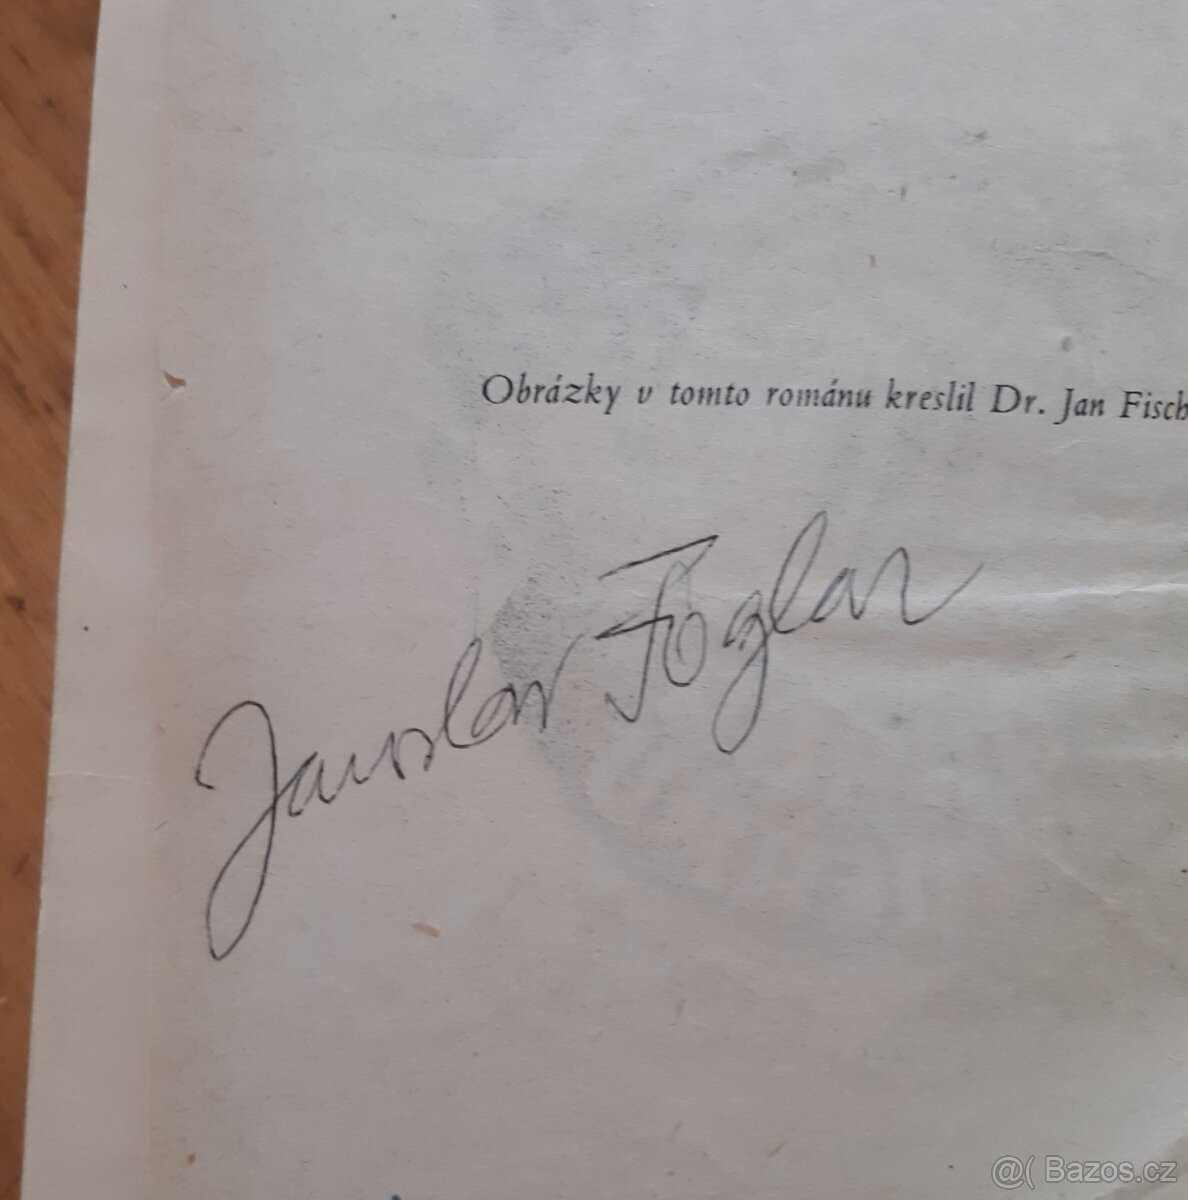 Obrázky v tomto románu kreslil Dr. Jan Fisch
Jaroslav Foglar
@( Bazos.cz